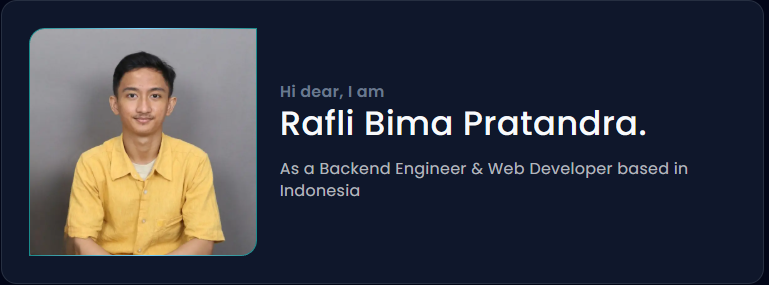 Hi dear, I am
Rafli Bima Pratandra.
As a Backend Engineer & Web Developer based in
Indonesia